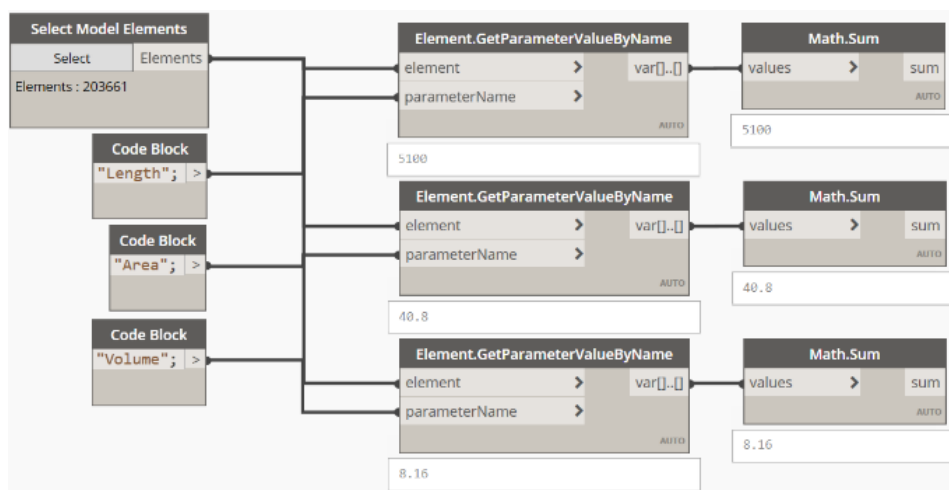 Select Model Elements
Select Elements
Elements : 203661
Code Block
"Length"; >
Code Block
"Area"; >
Code Block
"Volume"; >
Element.GetParameterValueByName
element > var[]..[]
parameterName >
AUTO
5100
Math.Sum
values > sum
AUTO
5100
Element.GetParameterValueByName
element > var[]..[]
parameterName >
AUTO
40.8
Math.Sum
values > sum
AUTO
40.8
Element.GetParameterValueByName
element > var[]..[]
parameterName >
AUTO
8.16
Math.Sum
values > sum
AUTO
8.16